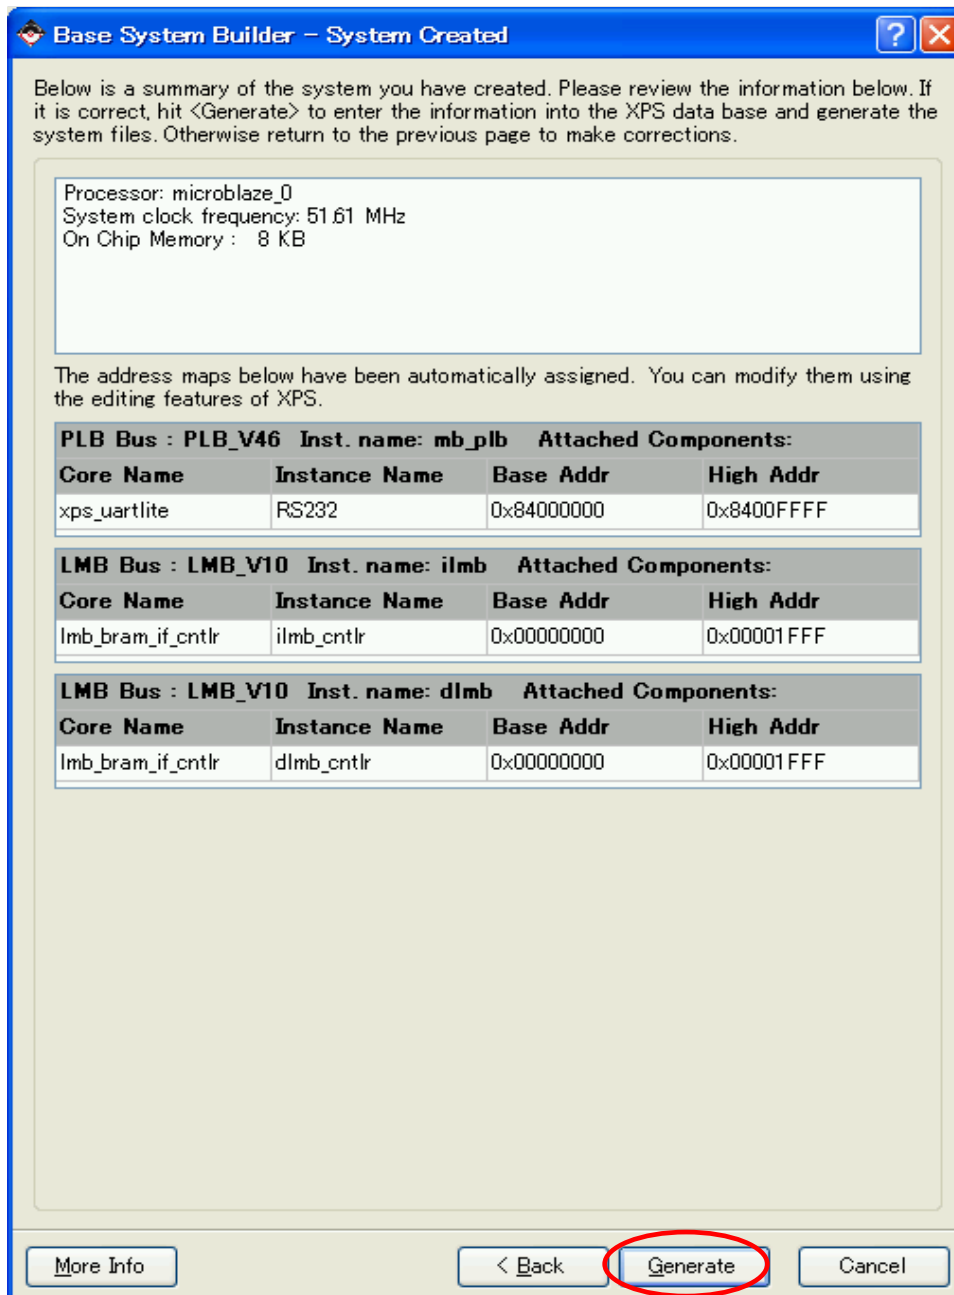 Base System Builder - System Created
Below is a summary of the system you have created. Please review the information below. If
it is correct, hit <Generate> to enter the information into the XPS data base and generate the
system files. Otherwise return to the previous page to make corrections.
Processor: microblaze_0
System clock frequency: 51.61 MHz
On Chip Memory : 8 KB
The address maps below have been automatically assigned. You can modify them using
the editing features of XPS.
PLB Bus : PLB_V46 Inst. name: mb_plb Attached Components:
Core Name Instance Name Base Addr High Addr
xps_uartlite RS232 0x84000000 0x8400FFFF
LMB Bus : LMB_V10 Inst. name: ilmb Attached Components:
Core Name Instance Name Base Addr High Addr
lmb_bram_if_cntlr ilmb_cntlr 0x00000000 0x00001FFF
LMB Bus : LMB_V10 Inst. name: dlmb Attached Components:
Core Name Instance Name Base Addr High Addr
lmb_bram_if_cntlr dlmb_cntlr 0x00000000 0x00001FFF
More Info < Back Generate Cancel